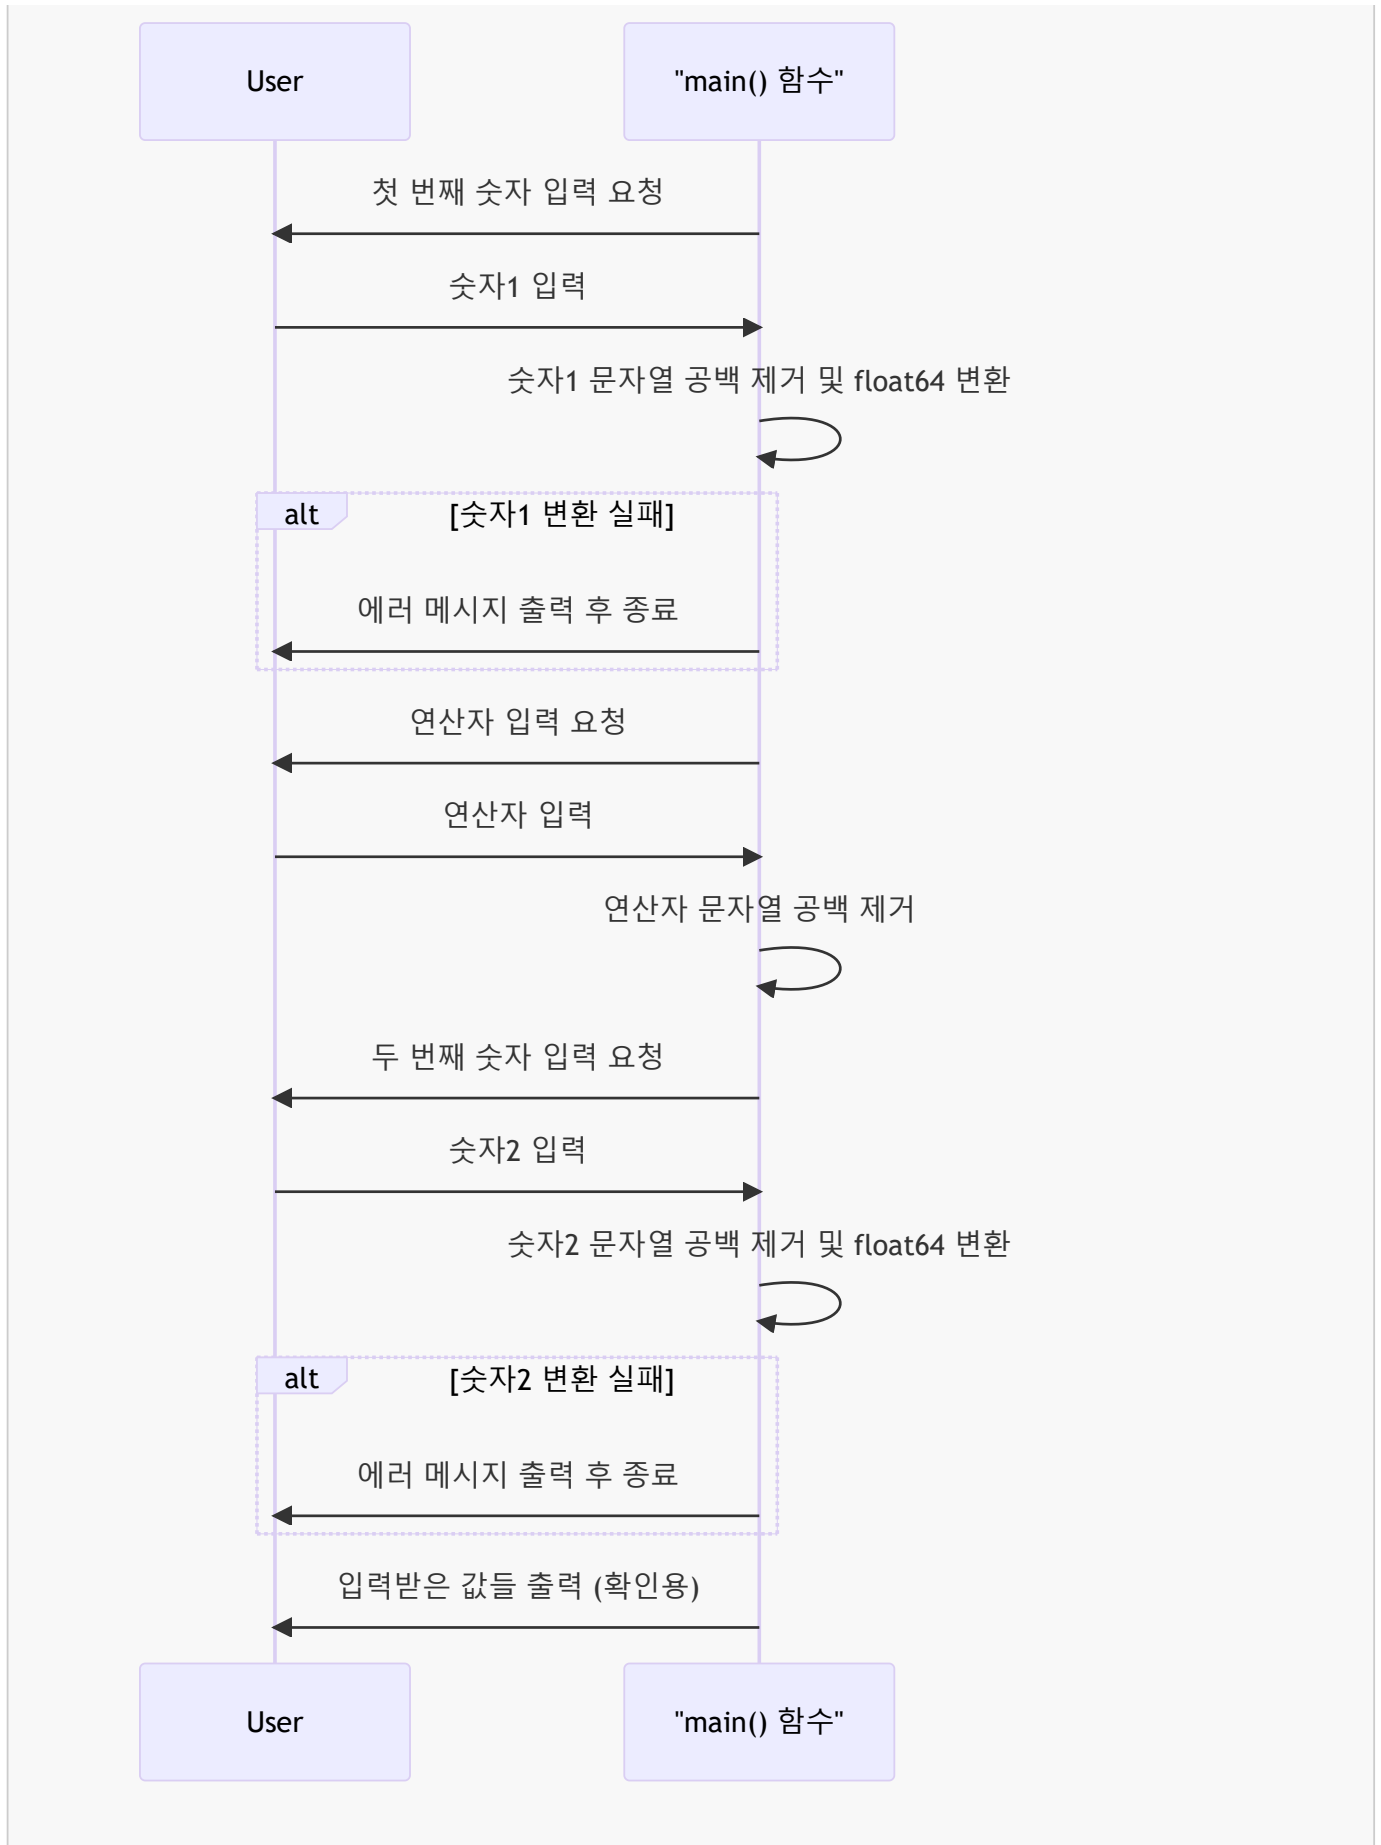 User
"main() 함수"
첫 번째 숫자 입력 요청
숫자1 입력
숫자1 문자열 공백 제거 및 float64 변환
alt
[숫자1 변환 실패]
에러 메시지 출력 후 종료
연산자 입력 요청
연산자 입력
연산자 문자열 공백 제거
두 번째 숫자 입력 요청
숫자2 입력
숫자2 문자열 공백 제거 및 float64 변환
alt
[숫자2 변환 실패]
에러 메시지 출력 후 종료
입력받은 값들 출력 (확인용)
User
"main() 함수"